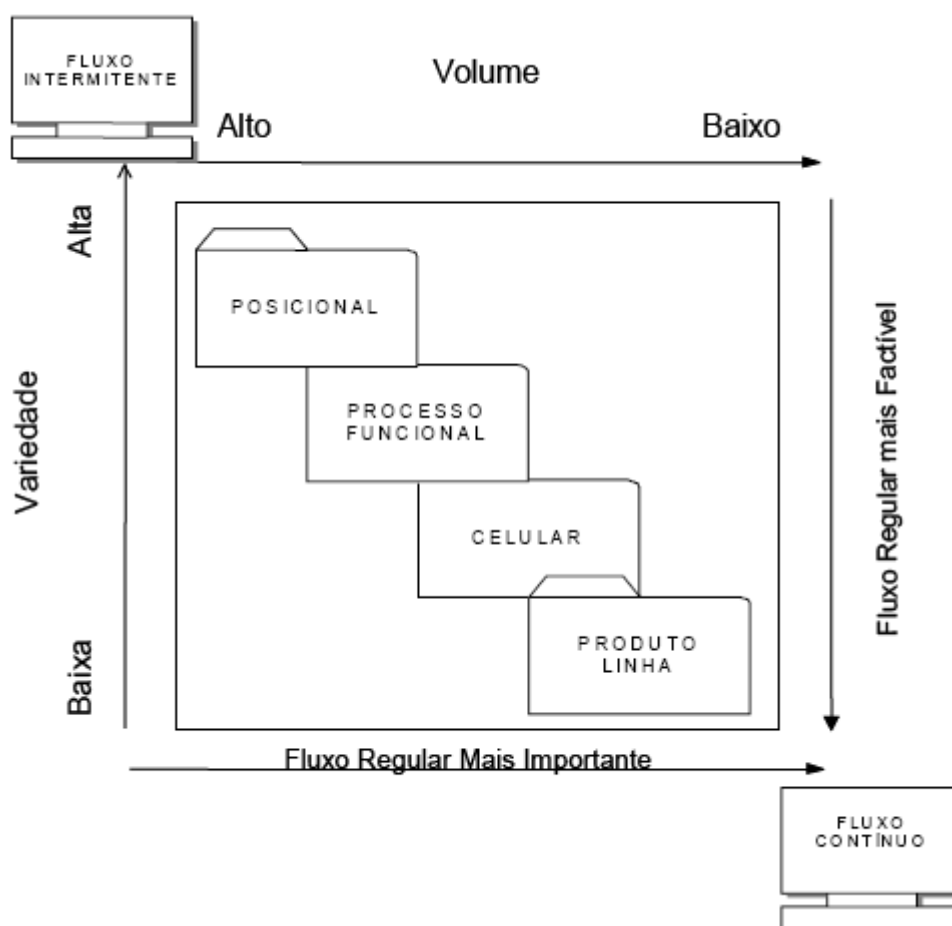 FLUXO
INTERMITENTE
Volume
Alto
Baixo
Alta
Variedade
Baixa
POSICIONAL
PROCESSO
FUNCIONAL
CELULAR
PRODUTO
LINHA
Fluxo Regular mais Factível
Fluxo Regular Mais Importante
FLUXO
CONTÍNUO